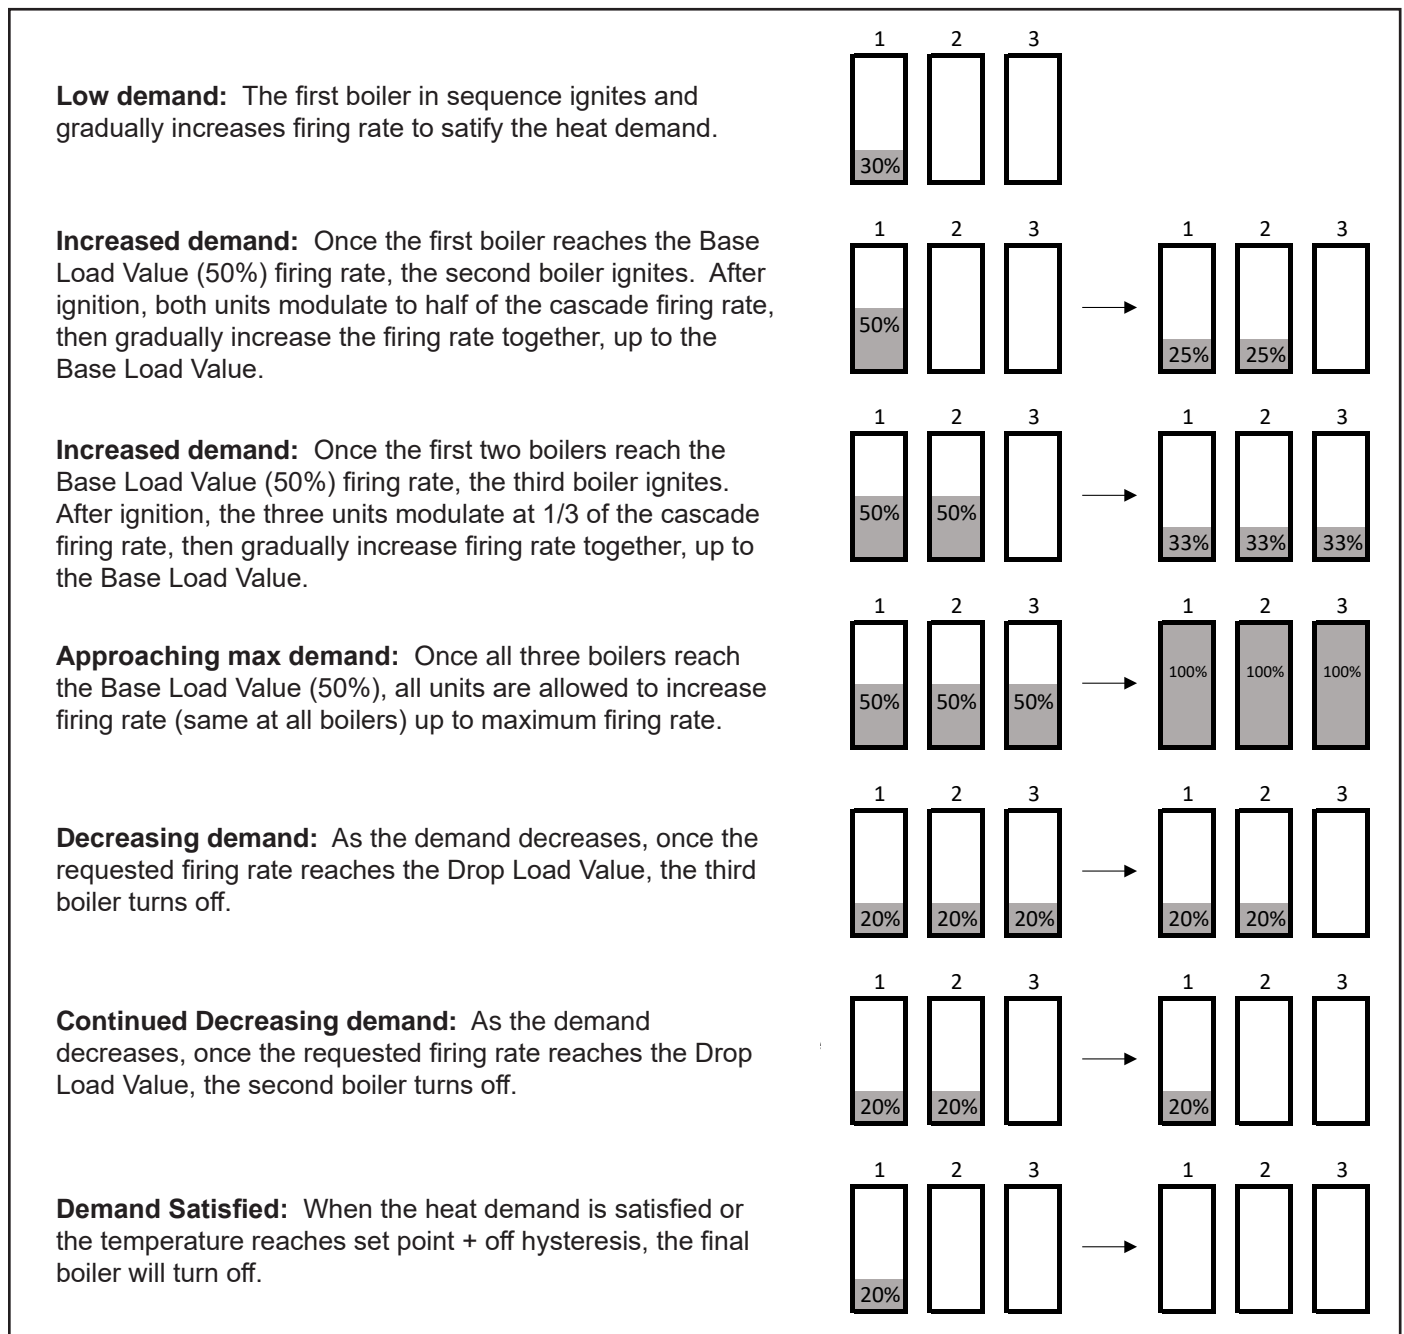 1 2 3
Low demand: The first boiler in sequence ignites and
gradually increases firing rate to satify the heat demand.
30%
Increased demand: Once the first boiler reaches the Base
Load Value (50%) firing rate, the second boiler ignites. After
ignition, both units modulate to half of the cascade firing rate,
then gradually increase the firing rate together, up to the
Base Load Value.
1 2 3 1 2 3
50% 25% 25%
Increased demand: Once the first two boilers reach the
Base Load Value (50%) firing rate, the third boiler ignites.
After ignition, the three units modulate at 1/3 of the cascade
firing rate, then gradually increase firing rate together, up to
the Base Load Value.
1 2 3 1 2 3
50% 50% 33% 33% 33%
Approaching max demand: Once all three boilers reach
the Base Load Value (50%), all units are allowed to increase
firing rate (same at all boilers) up to maximum firing rate.
1 2 3 1 2 3
50% 50% 50% 100% 100% 100%
Decreasing demand: As the demand decreases, once the
requested firing rate reaches the Drop Load Value, the third
boiler turns off.
1 2 3 1 2 3
20% 20% 20% 20% 20%
Continued Decreasing demand: As the demand
decreases, once the requested firing rate reaches the Drop
Load Value, the second boiler turns off.
1 2 3 1 2 3
20% 20% 20%
Demand Satisfied: When the heat demand is satisfied or
the temperature reaches set point + off hysteresis, the final
boiler will turn off.
1 2 3 1 2 3
20%